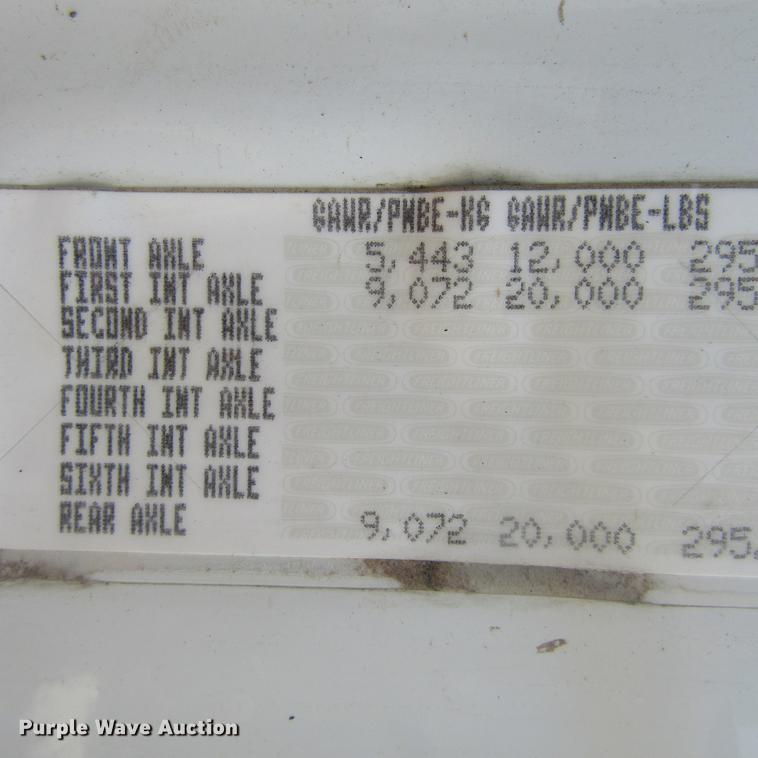 GAWR/PNBE-KG GAWR/PNBE-LBS
FRONT AXLE 5,443 12,000 295
FIRST INT AXLE 9,072 20,000 295
SECOND INT AXLE
THIRD INT AXLE
FOURTH INT AXLE
FIFTH INT AXLE
SIXTH INT AXLE
REAR AXLE 9,072 20,000 295
Purple Wave Auction